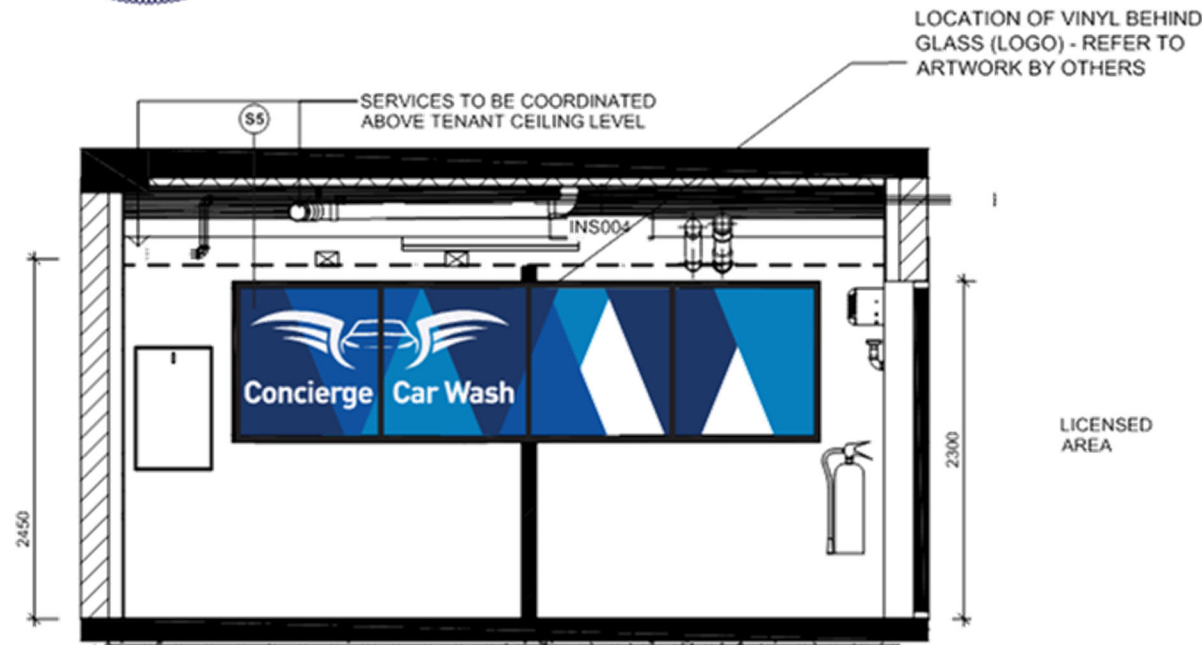 LOCATION OF VINYL BEHIND
GLASS (LOGO) - REFER TO
ARTWORK BY OTHERS
SERVICES TO BE COORDINATED
ABOVE TENANT CEILING LEVEL
S5
INS004
Concierge Car Wash
LICENSED
AREA
2450
2300